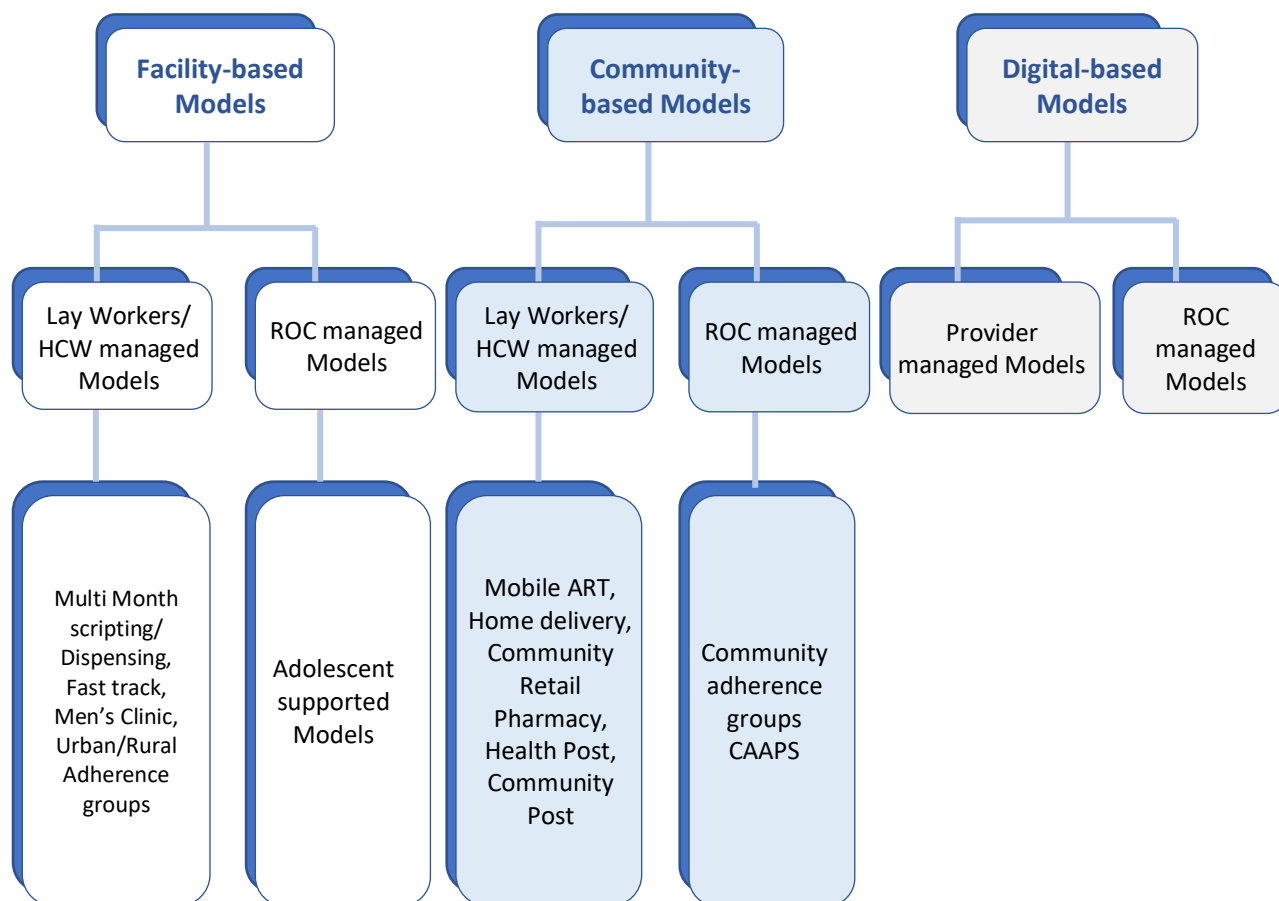 Facility-based
Models
Community-
based Models
Digital-based
Models
Lay Workers/
HCW managed
Models
ROC managed
Models
Lay Workers/
HCW managed
Models
ROC managed
Models
Provider
managed Models
ROC
managed
Models
Multi Month
scripting/
Dispensing,
Fast track,
Men’s Clinic,
Urban/Rural
Adherence
groups
Adolescent
supported
Models
Mobile ART,
Home delivery,
Community
Retail
Pharmacy,
Health Post,
Community
Post
Community
adherence
groups
CAAPS